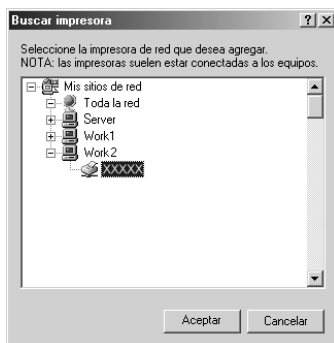 Buscar impresora
Seleccione la impresora de red que desea agregar.
NOTA: las impresoras suelen estar conectadas a los equipos.
Mis sitios de red
Toda la red
Server
Work1
Work2
XXXXX
Aceptar
Cancelar